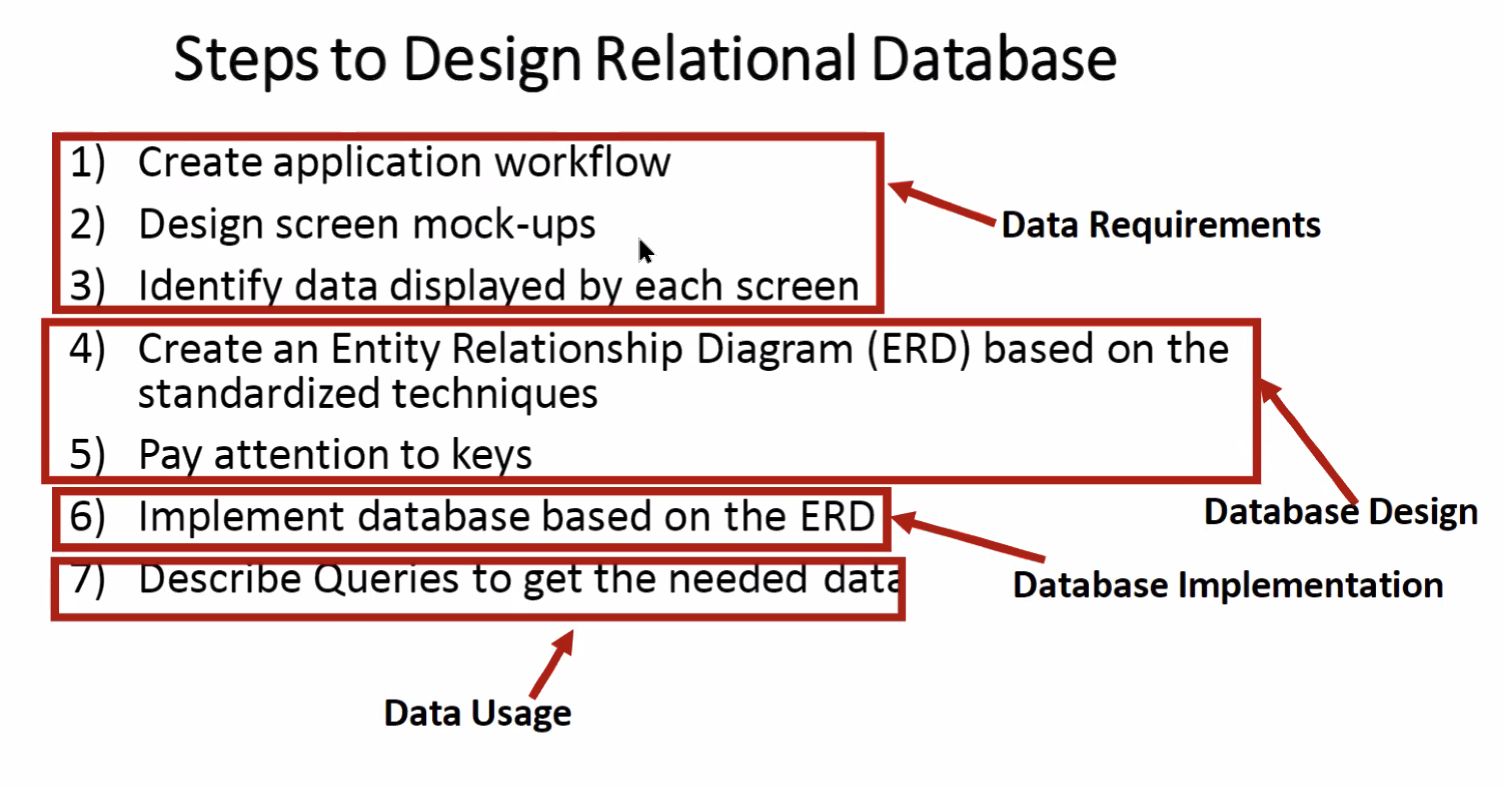 Steps to Design Relational Database
1) Create application workflow
2) Design screen mock-ups
3) Identify data displayed by each screen
Data Requirements
4) Create an Entity Relationship Diagram (ERD) based on the
standardized techniques
5) Pay attention to keys
Database Design
6) Implement database based on the ERD
Database Implementation
7) Describe Queries to get the needed data
Data Usage